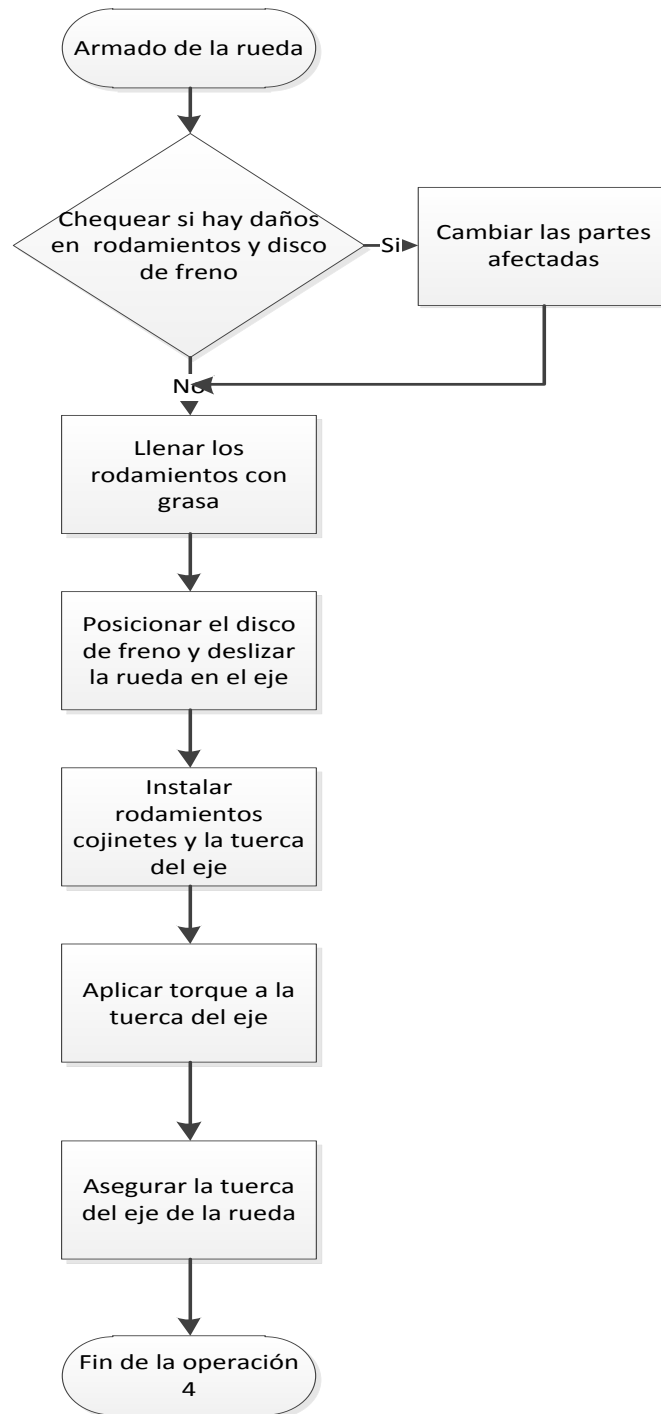 Armado de la rueda
Chequear si hay daños
en rodamientos y disco
de freno
Si
Cambiar las partes
afectadas
No
Llenar los
rodamientos con
grasa
Posicionar el disco
de freno y deslizar
la rueda en el eje
Instalar
rodamientos
cojinetes y la tuerca
del eje
Aplicar torque a la
tuerca del eje
Asegurar la tuerca
del eje de la rueda
Fin de la operación
4